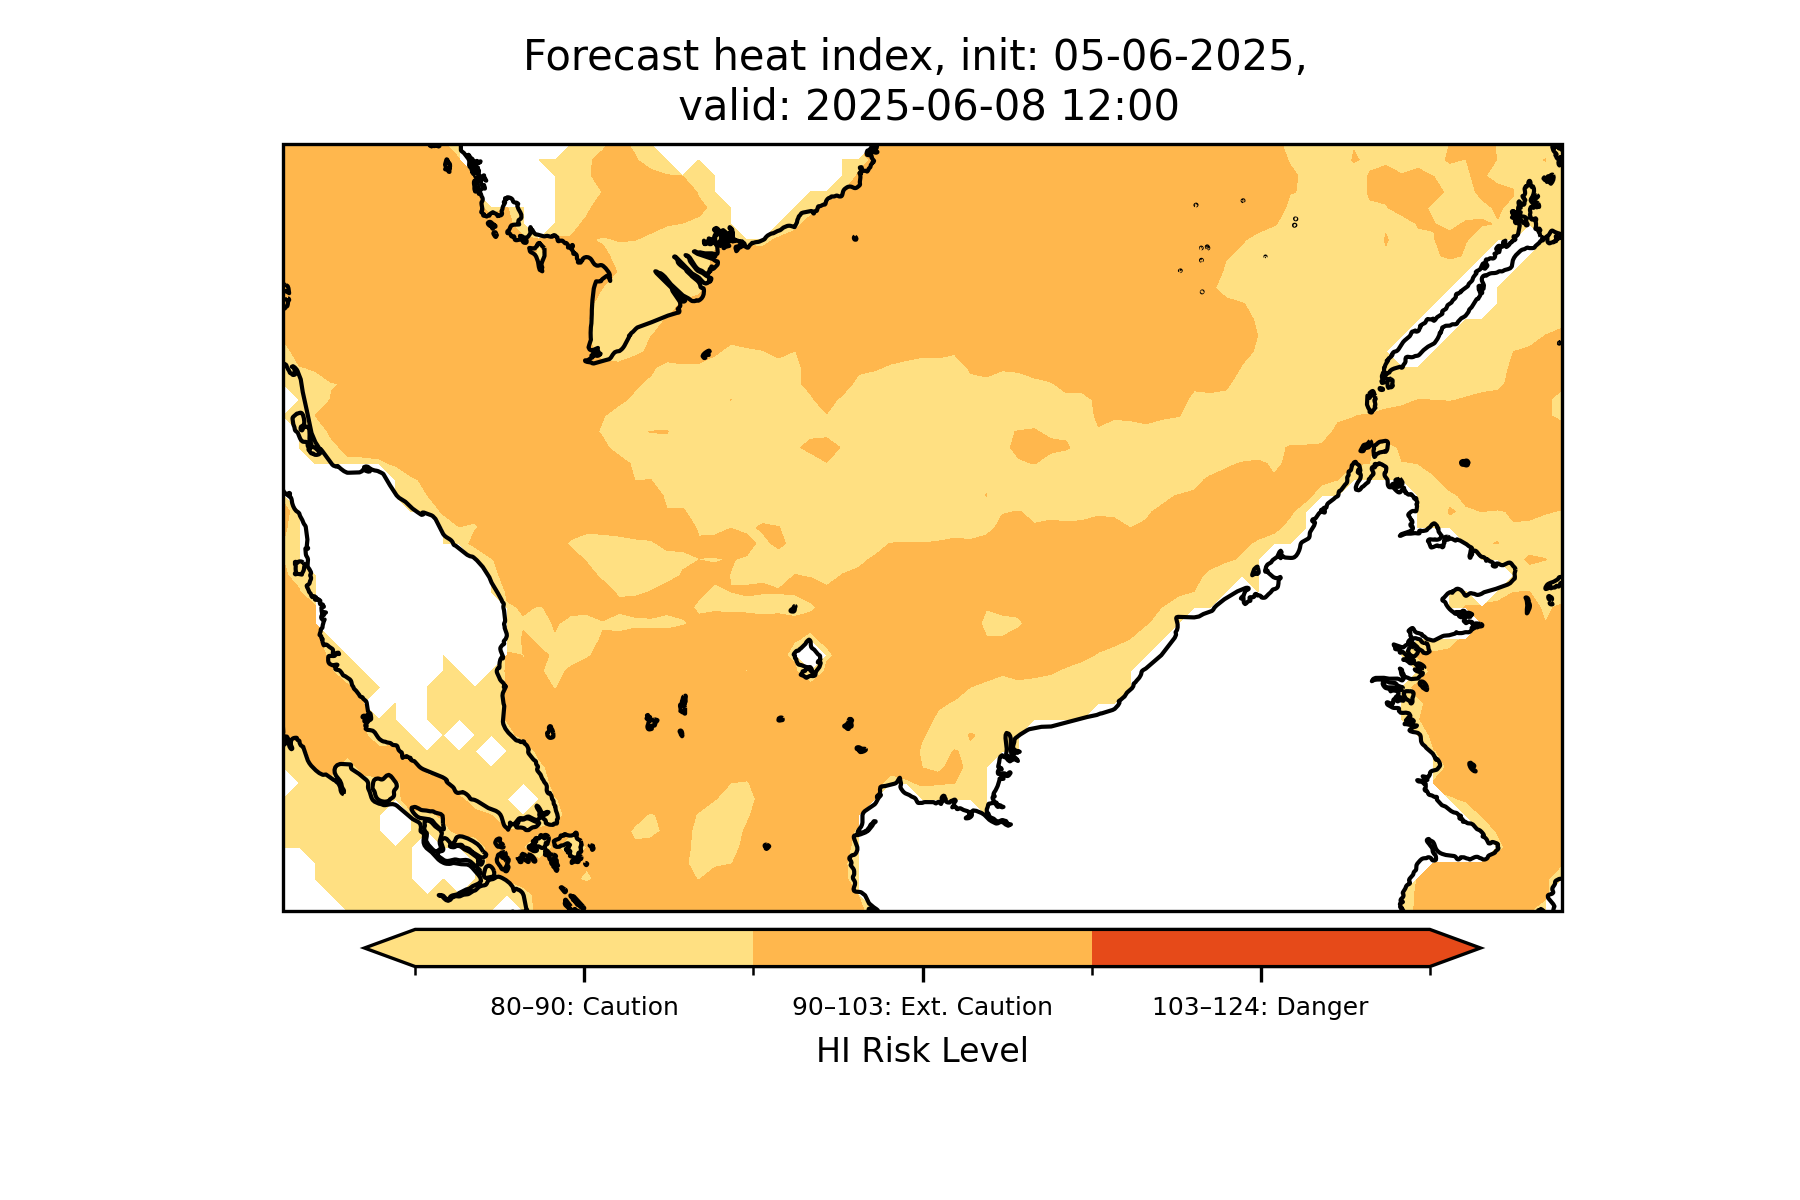 Forecast heat index, init: 05-06-2025,
valid: 2025-06-08 12:00
80–90: Caution
90–103: Ext. Caution
103–124: Danger
HI Risk Level